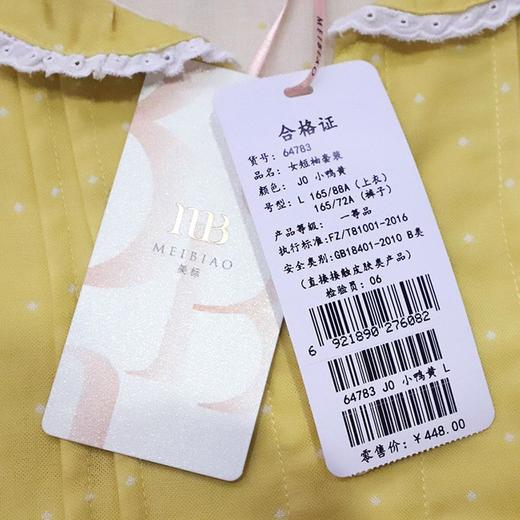 MB
MEIBIAO
美标
MEIBIAO
合格证
货号: 64783
品名: 女短袖套装
颜色: J0 小鸭黄
号型: L 165/88A (上衣)
165/72A (裤子)
产品等级: 一等品
执行标准: FZ/T81001-2016
安全类别: GB18401-2010 B类
(直接接触皮肤类产品)
检验员: 06
6 921890 276082
64783 J0 小鸭黄 L
零售价: ¥448.00